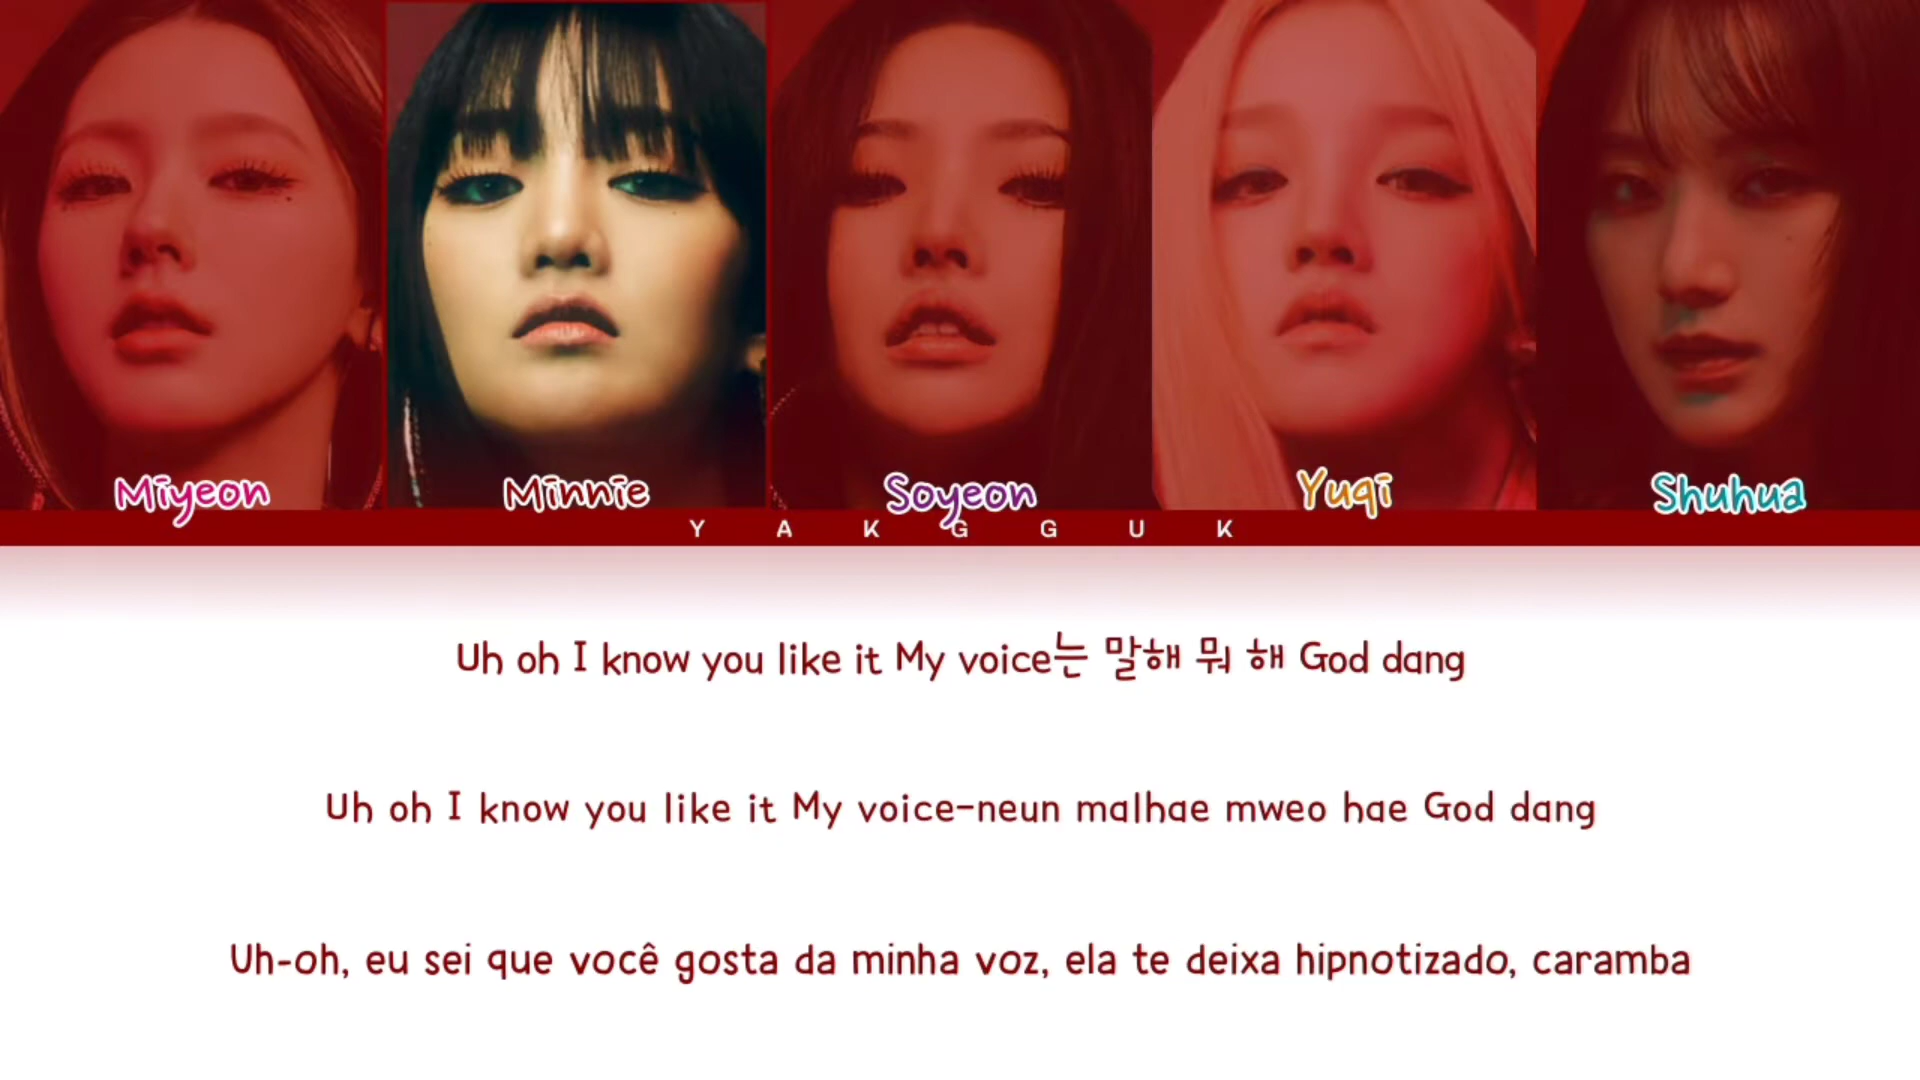 Miyeon Minnie Soyeon Yuqi Shuhua
YAKGGUK
Uh oh I know you like it My voice는 말해 뭐 해 God dang
Uh oh I know you like it My voice-neun malhae mweo hae God dang
Uh-oh, eu sei que você gosta da minha voz, ela te deixa hipnotizado, caramba